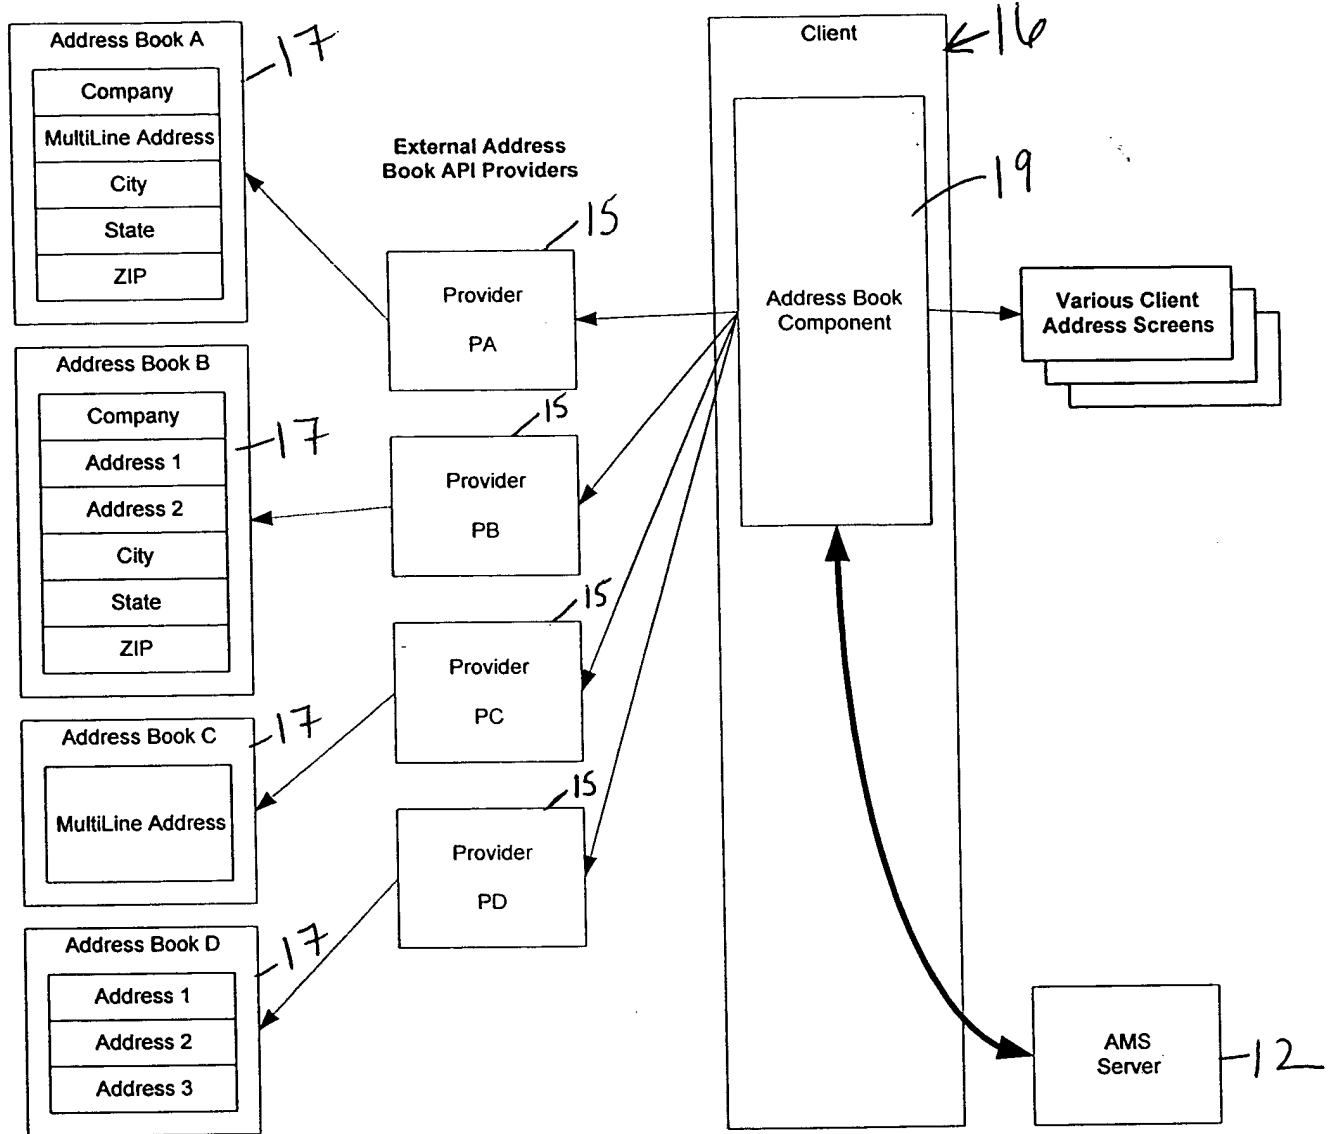 Address Book A
17
Company
MultiLine Address
City
State
ZIP
Address Book B
17
Company
Address 1
Address 2
City
State
ZIP
Address Book C
17
MultiLine Address
Address Book D
17
Address 1
Address 2
Address 3
External Address
Book API Providers
15
Provider
PA
15
Provider
PB
15
Provider
PC
15
Provider
PD
Client
16
19
Address Book
Component
Various Client
Address Screens
AMS
Server
12